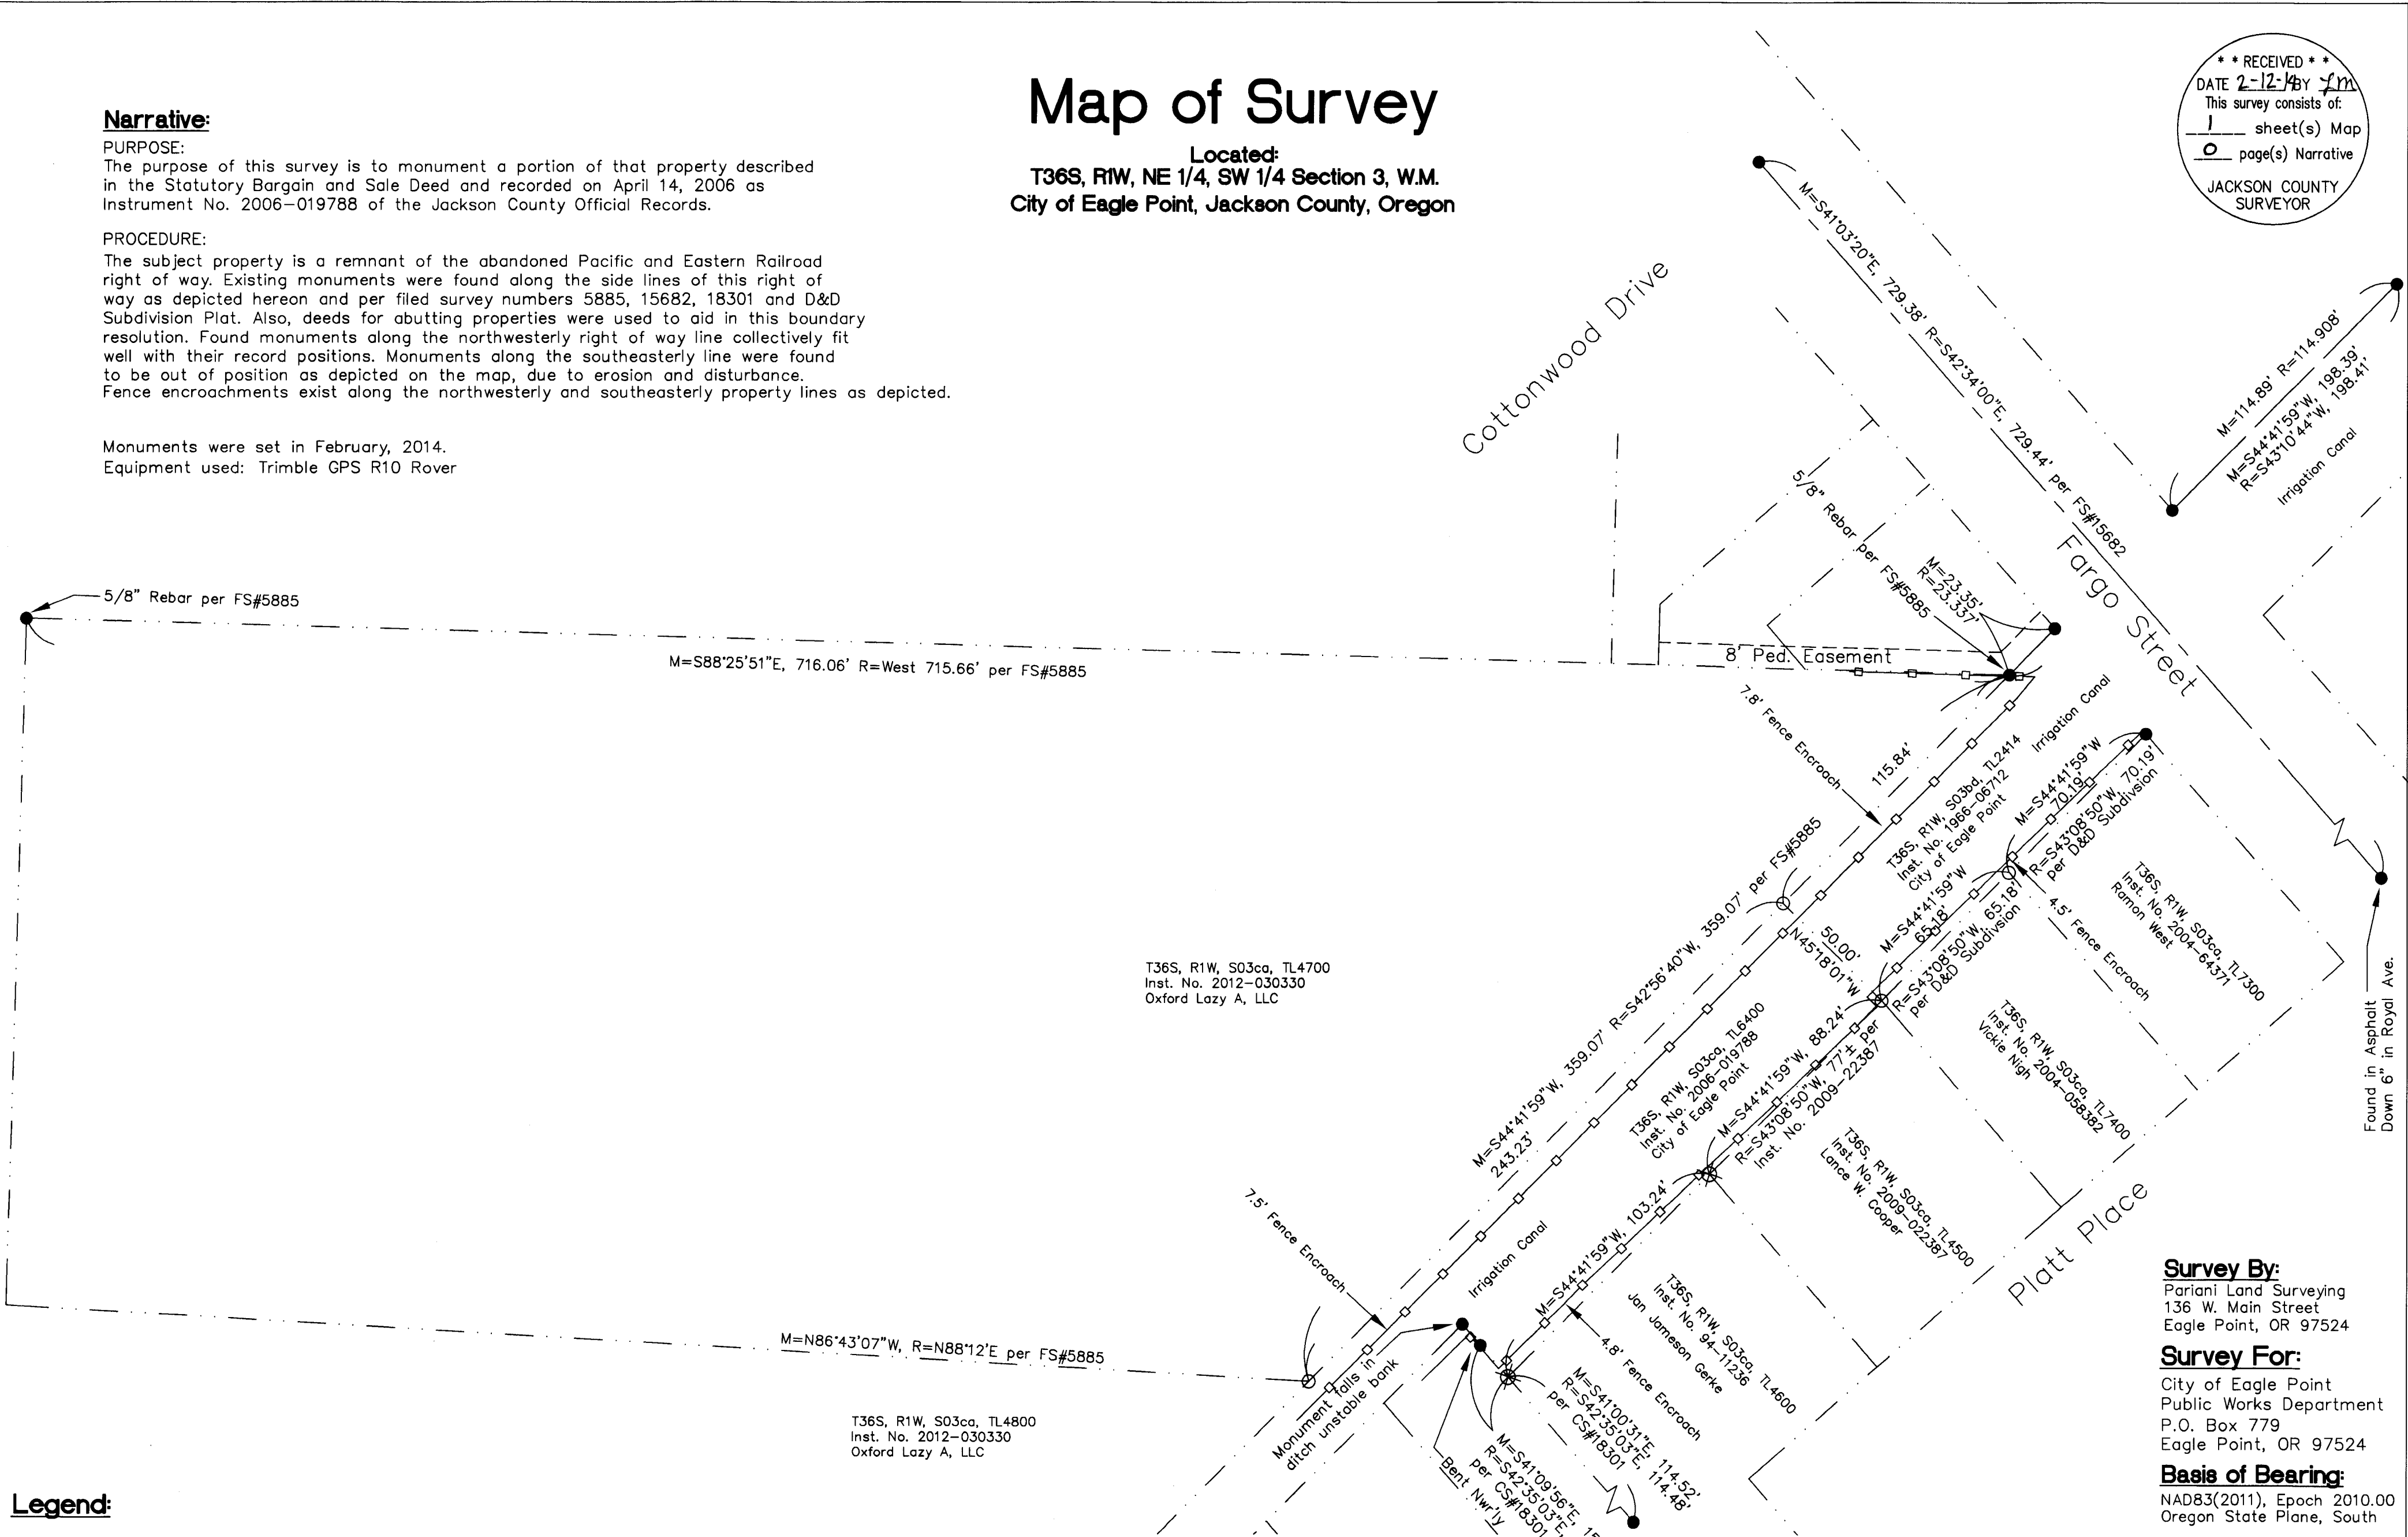 Map of Survey
Located:
T36S, R1W, NE 1/4, SW 1/4 Section 3, W.M.
City of Eagle Point, Jackson County, Oregon
* * RECEIVED * *
DATE 2-12-14 BY
This survey consists of:
1 sheet(s) Map
0 page(s) Narrative
JACKSON COUNTY
SURVEYOR
Narrative:
PURPOSE:
The purpose of this survey is to monument a portion of that property described
in the Statutory Bargain and Sale Deed and recorded on April 14, 2006 as
Instrument No. 2006-019788 of the Jackson County Official Records.
PROCEDURE:
The subject property is a remnant of the abandoned Pacific and Eastern Railroad
right of way. Existing monuments were found along the side lines of this right of
way as depicted hereon and per filed survey numbers 5885, 15682, 18301 and D&D
Subdivision Plat. Also, deeds for abutting properties were used to aid in this boundary
resolution. Found monuments along the northwesterly right of way line collectively fit
well with their record positions. Monuments along the southeasterly line were found
to be out of position as depicted on the map, due to erosion and disturbance.
Fence encroachments exist along the northwesterly and southeasterly property lines as depicted.
Monuments were set in February, 2014.
Equipment used: Trimble GPS R10 Rover
Cottonwood Drive
M=S41°03'20"E, 729.38' R=S42°34'00"E, 729.44' per FS#15682
M=114.89' R=114.908'
M=S44°41'59"W, 198.39'
R=S43°10'44"W, 198.41'
Irrigation Canal
Fargo Street
5/8" Rebar per FS#5885
M=23.35'
R=23.337'
8' Ped. Easement
5/8" Rebar per FS#5885
M=S88°25'51"E, 716.06' R=West 715.66' per FS#5885
7.8' Fence Encroach
115.84'
Irrigation Canal
T36S, R1W, S03bd, TL2414
Inst. No. 1966-06712
City of Eagle Point
M=S44°41'59"W
70.19'
R=S43°08'50"W, 70.19'
per D&D Subdivision
M=S44°41'59"W
65.18'
R=S43°08'50"W, 65.18'
per D&D Subdivision
4.5' Fence Encroach
T36S, R1W, S03ca, TL7300
Inst. No. 2004-64371
Ramon West
Found in Asphalt
Down 6" in Royal Ave.
M=S44°41'59"W, 359.07' R=S42°56'40"W, 359.07' per FS#5885
243.23'
50.00'
N45°18'01"W
T36S, R1W, S03ca, TL4700
Inst. No. 2012-030330
Oxford Lazy A, LLC
T36S, R1W, S03ca, TL6400
Inst. No. 2006-019788
City of Eagle Point
M=S44°41'59"W, 88.24'
R=S43°08'50"W, 77'± per
Inst. No. 2009-22387
T36S, R1W, S03ca, TL7400
Inst. No. 2004-058382
Vickie Nigh
T36S, R1W, S03ca, TL4500
Inst. No. 2009-022387
Lance W. Cooper
Platt Place
7.5' Fence Encroach
Irrigation Canal
M=S44°41'59"W, 103.24'
T36S, R1W, S03ca, TL4600
Inst. No. 94-11236
Jan Jameson Gerke
4.8' Fence Encroach
M=N86°43'07"W, R=N88°12'E per FS#5885
Monument falls in
ditch unstable bank
M=S41°00'31"E, 114.52'
R=S42°35'03"E, 114.48'
per CS#18301
M=S41°09'56"E,
R=S42°35'03"E,
per CS#18301
Bent Nwr'ly
T36S, R1W, S03ca, TL4800
Inst. No. 2012-030330
Oxford Lazy A, LLC
Survey By:
Pariani Land Surveying
136 W. Main Street
Eagle Point, OR 97524
Survey For:
City of Eagle Point
Public Works Department
P.O. Box 779
Eagle Point, OR 97524
Basis of Bearing:
NAD83(2011), Epoch 2010.00
Oregon State Plane, South
Legend: